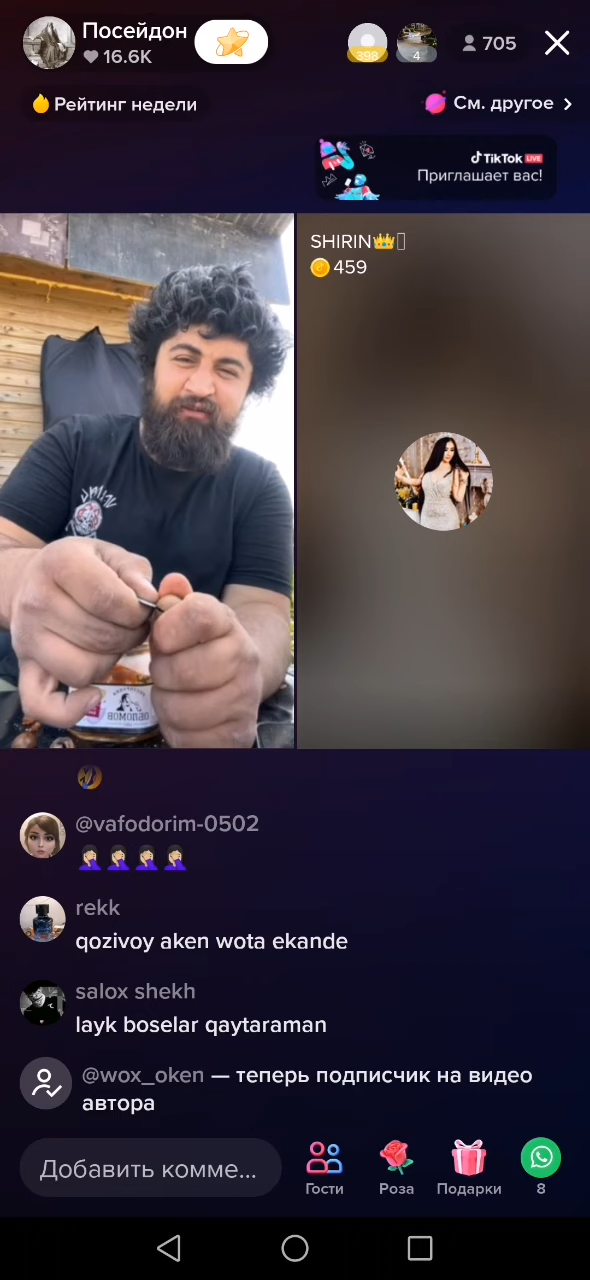 Посейдон
16.6K
398
4
705
Рейтинг недели
См. другое
TikTok LIVE
Приглашает вас!
SHIRIN👑
459
@vafodorim-0502
🤦🏼‍♀️🤦🏼‍♀️🤦🏼‍♀️🤦🏼‍♀️
rekk
qozivoy aken wota ekande
salox shekh
layk boselar qaytaraman
@wox_oken — теперь подписчик на видео
автора
Добавить комме...
Гости
Роза
Подарки
8